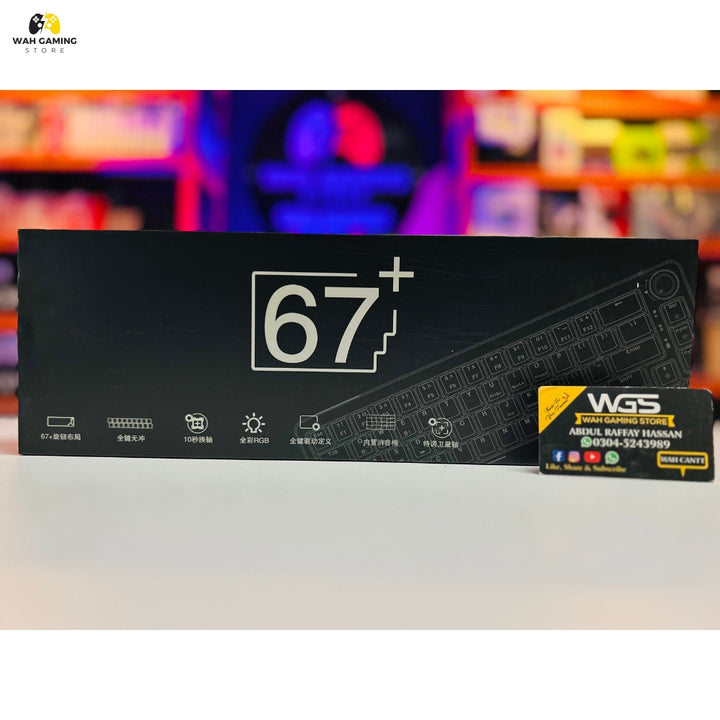 WAH GAMING
STORE
67+
67+旋钮布局
全键无冲
10秒换轴
全彩RGB
全键驱动定义
内置消音棉
特调卫星轴
WGS
WAH GAMING STORE
ABDUL RAFFAY HASSAN
0304-5243989
Like, Share & Subscribe
WAH CANTT